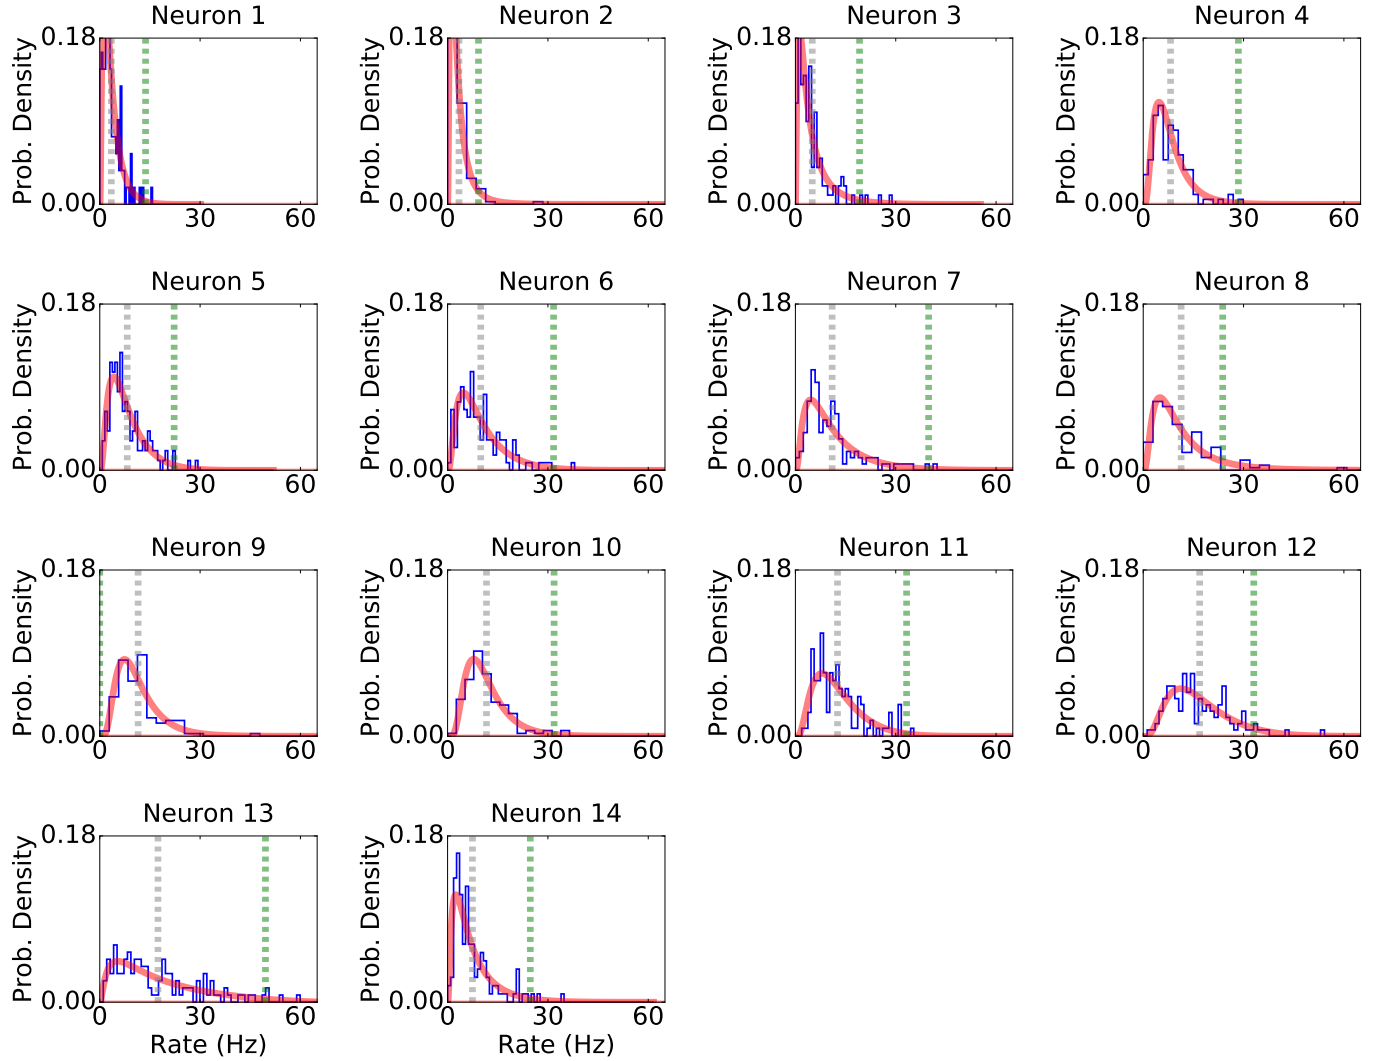 Neuron 1
Neuron 2
Neuron 3
Neuron 4
0.18
0.18
0.18
0.18
Prob. Density
Prob. Density
Prob. Density
Prob. Density
0.00
0.00
0.00
0.00
0 30 60
0 30 60
0 30 60
0 30 60
Neuron 5
Neuron 6
Neuron 7
Neuron 8
0.18
0.18
0.18
0.18
Prob. Density
Prob. Density
Prob. Density
Prob. Density
0.00
0.00
0.00
0.00
0 30 60
0 30 60
0 30 60
0 30 60
Neuron 9
Neuron 10
Neuron 11
Neuron 12
0.18
0.18
0.18
0.18
Prob. Density
Prob. Density
Prob. Density
Prob. Density
0.00
0.00
0.00
0.00
0 30 60
0 30 60
0 30 60
0 30 60
Neuron 13
Neuron 14
0.18
0.18
Prob. Density
Prob. Density
0.00
0.00
0 30 60
0 30 60
Rate (Hz)
Rate (Hz)